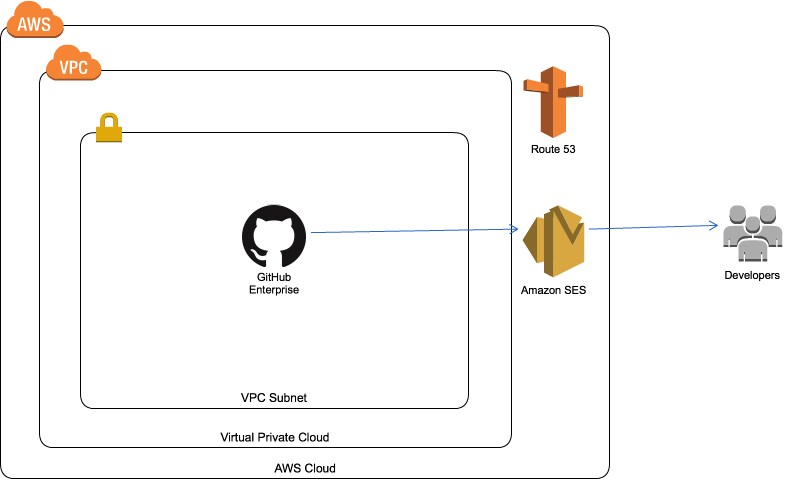 AWS
VPC
Route 53
GitHub
Enterprise
Amazon SES
Developers
VPC Subnet
Virtual Private Cloud
AWS Cloud